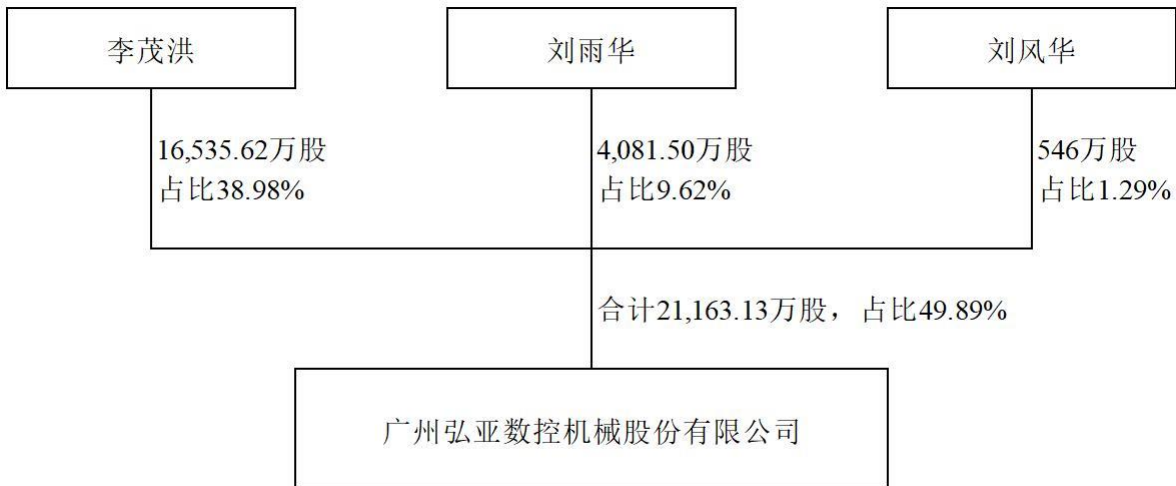 李茂洪
刘雨华
刘风华
16,535.62万股
占比38.98%
4,081.50万股
占比9.62%
546万股
占比1.29%
合计21,163.13万股，占比49.89%
广州弘亚数控机械股份有限公司